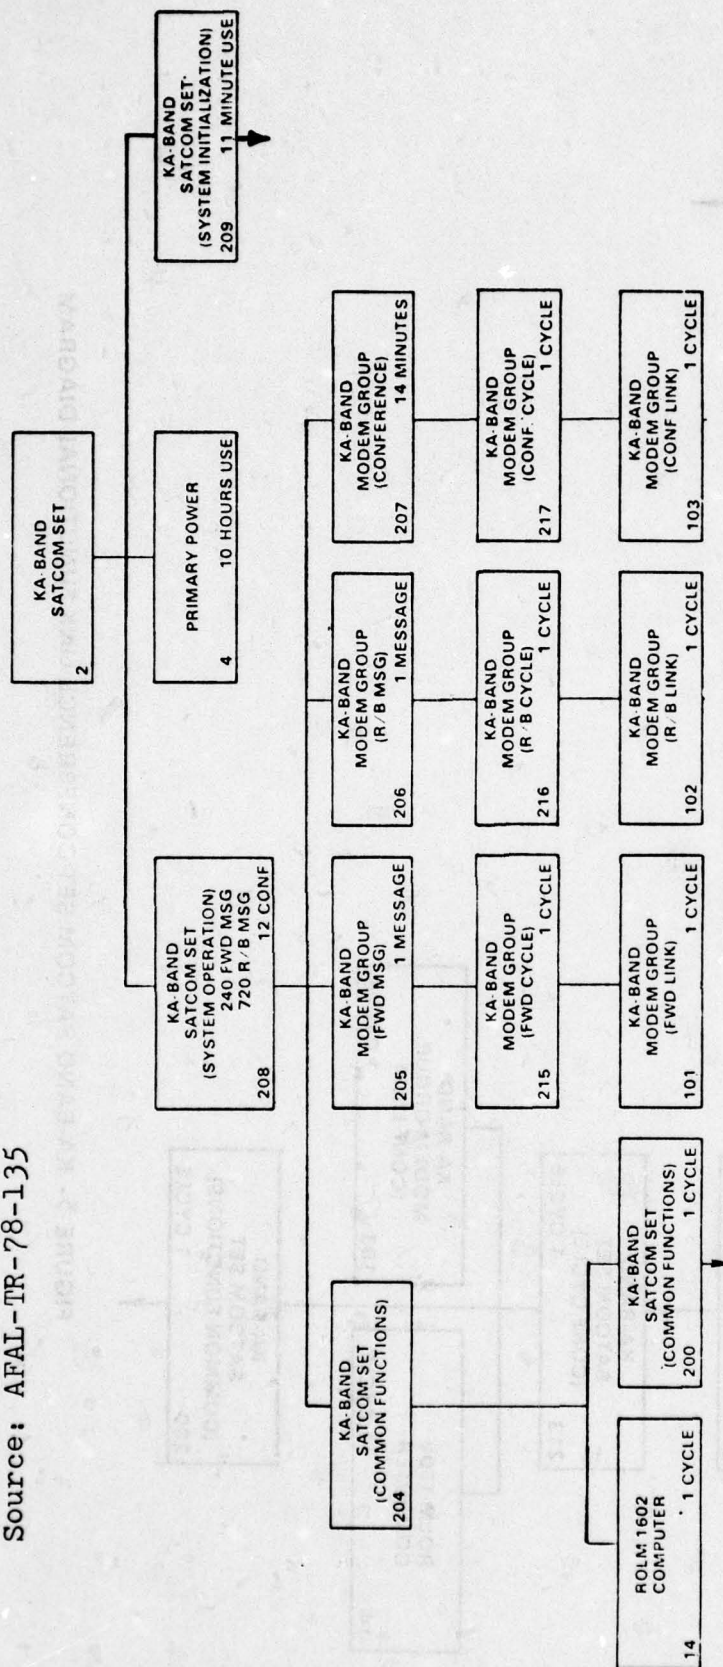 Source: AFAL-TR-78-135
KA-BAND
SATCOM SET
2
KA-BAND
SATCOM SET
(SYSTEM OPERATION)
240 FWD MSG
720 R/B MSG
208 12 CONF
PRIMARY POWER
4 10 HOURS USE
KA-BAND
SATCOM SET
(SYSTEM INITIALIZATION)
209 11 MINUTE USE
KA-BAND
SATCOM SET
(COMMON FUNCTIONS)
204
KA-BAND
MODEM GROUP
(FWD MSG)
205 1 MESSAGE
KA-BAND
MODEM GROUP
(R/B MSG)
206 1 MESSAGE
KA-BAND
MODEM GROUP
(CONFERENCE)
207 14 MINUTES
KA-BAND
MODEM GROUP
(FWD CYCLE)
215 1 CYCLE
KA-BAND
MODEM GROUP
(R/B CYCLE)
216 1 CYCLE
KA-BAND
MODEM GROUP
(CONF. CYCLE)
217 1 CYCLE
ROLM 1602
COMPUTER
14 1 CYCLE
KA-BAND
SATCOM SET
(COMMON FUNCTIONS)
200 1 CYCLE
KA-BAND
MODEM GROUP
(FWD LINK)
101 1 CYCLE
KA-BAND
MODEM GROUP
(R/B LINK)
102 1 CYCLE
KA-BAND
MODEM GROUP
(CONF LINK)
103 1 CYCLE